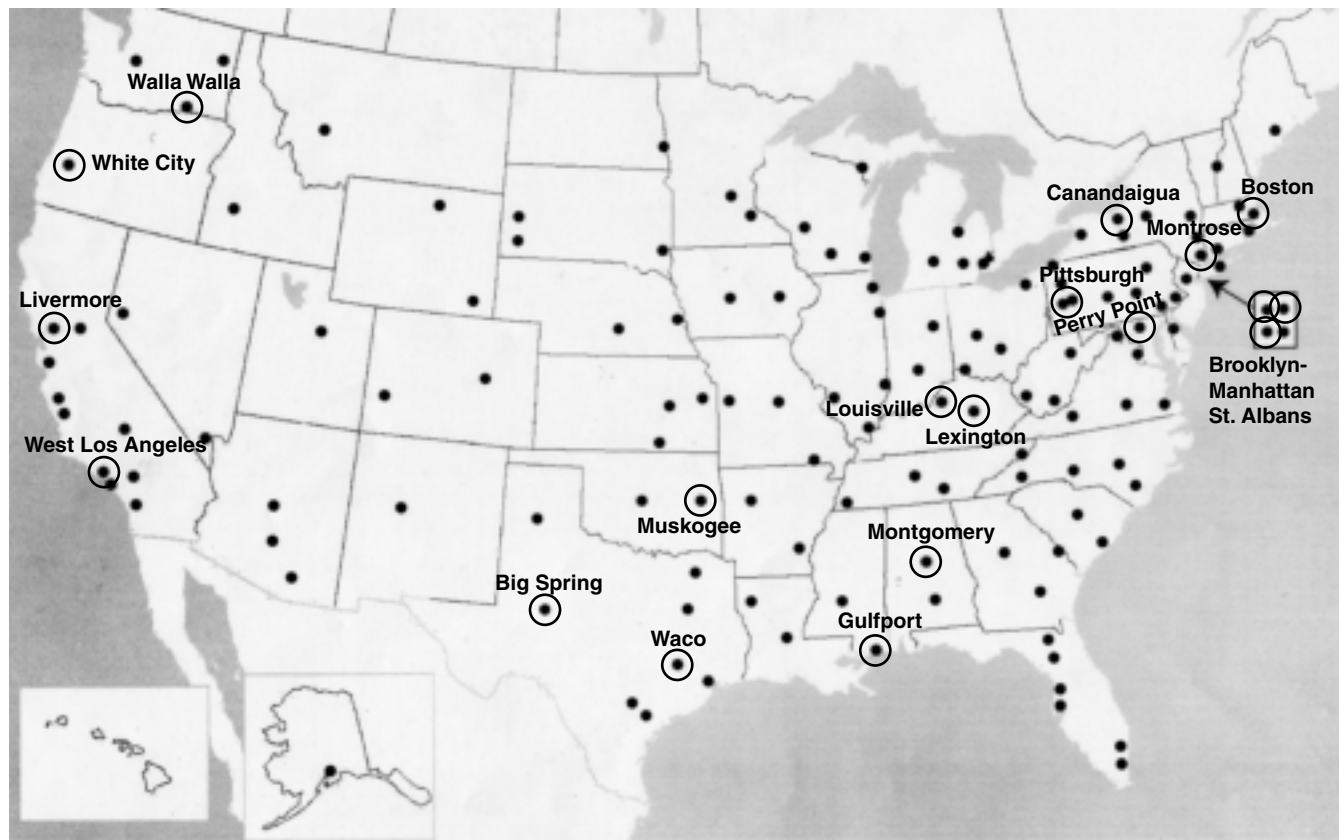 Walla Walla
White City
Canandaigua
Boston
Montrose
Pittsburgh
Livermore
Perry Point
Brooklyn-
Manhattan
St. Albans
Louisville
Lexington
West Los Angeles
Muskogee
Montgomery
Big Spring
Gulfport
Waco